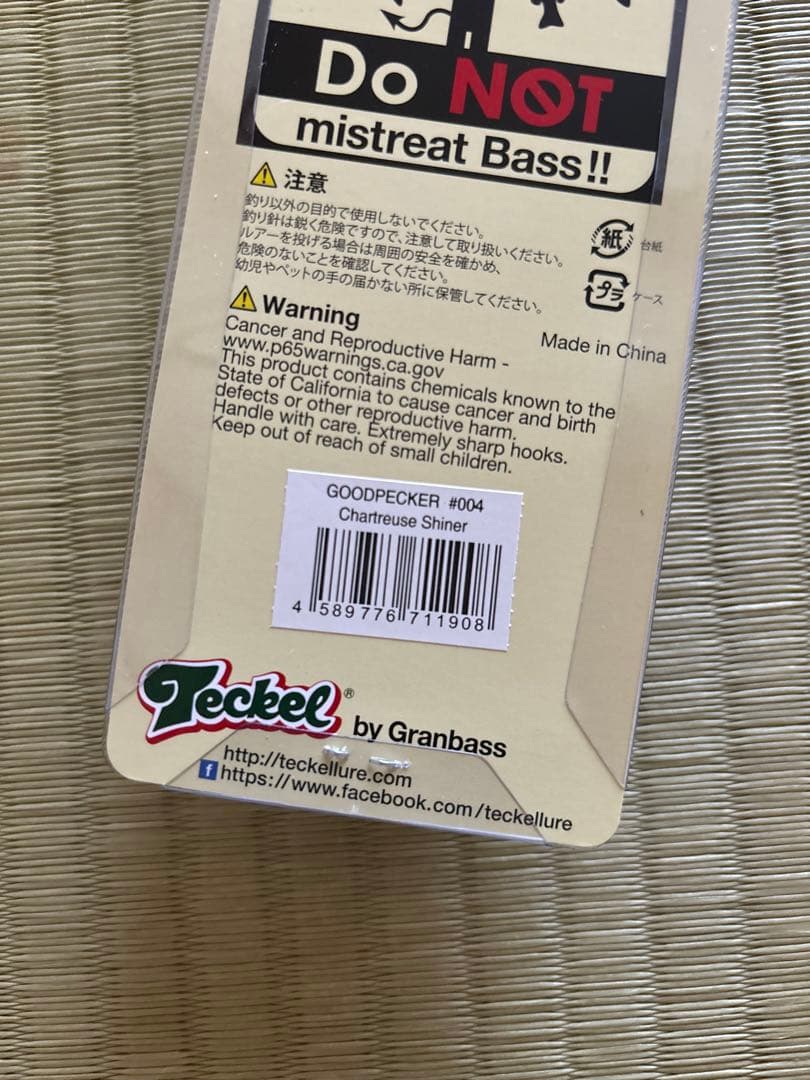 Do NOT
mistreat Bass!!
注意
釣り以外の目的で使用しないでください。
釣り針は鋭く危険ですので、注意して取り扱いください。
ルアーを投げる場合は周囲の安全を確かめ、
危険のないことを確認してください。
幼児やペットの手の届かない所に保管してください。
紙 台紙
プラ ケース
Warning
Made in China
Cancer and Reproductive Harm -
www.p65warnings.ca.gov
This product contains chemicals known to the
State of California to cause cancer and birth
defects or other reproductive harm.
Handle with care. Extremely sharp hooks.
Keep out of reach of small children.
GOODPECKER #004
Chartreuse Shiner
4 589776 711908
Teckel® by Granbass
http://teckellure.com
f https://www.facebook.com/teckellure